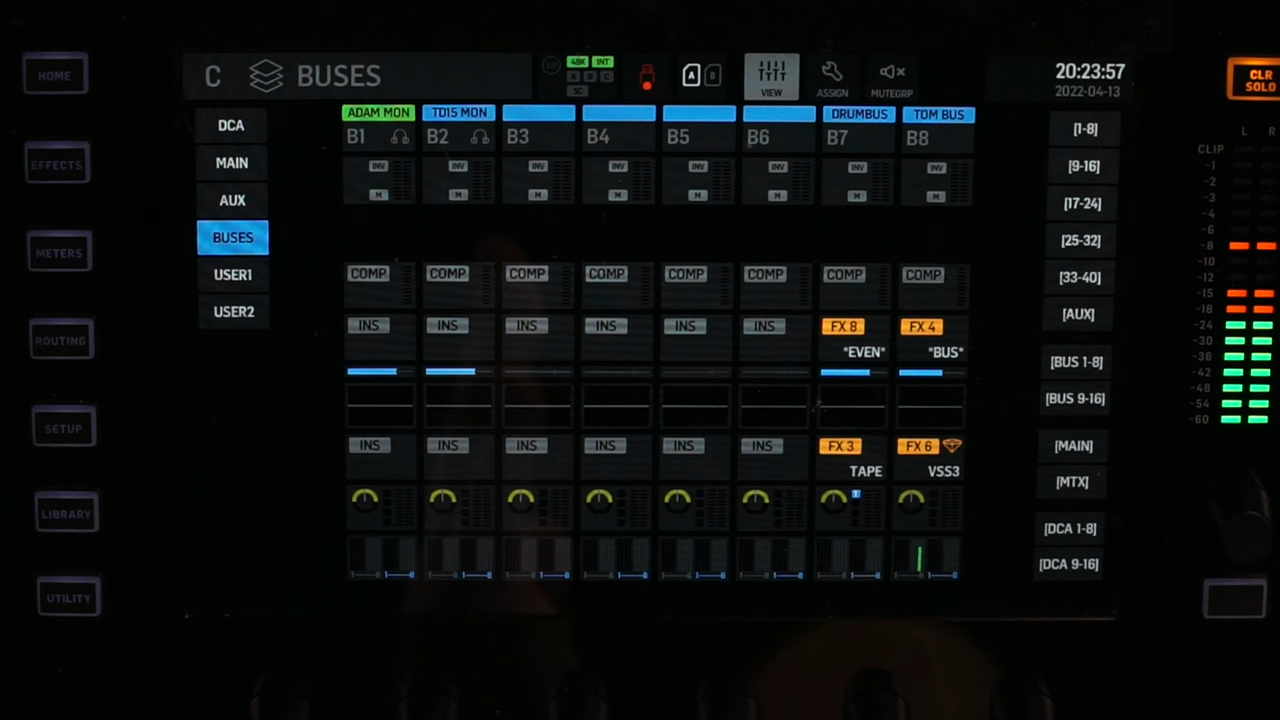 HOME
EFFECTS
METERS
ROUTING
SETUP
LIBRARY
UTILITY
C BUSES
48K INT
A B C
SC
A B
VIEW
ASSIGN
MUTEGRP
20:23:57
2022-04-13
CLR
SOLO
DCA
MAIN
AUX
BUSES
USER1
USER2
ADAM MON TD15 MON DRUMBUS TOM BUS
B1 B2 B3 B4 B5 B6 B7 B8
INV INV INV INV INV INV INV INV
M M M M M M M M
COMP COMP COMP COMP COMP COMP COMP COMP
INS INS INS INS INS INS FX 8 FX 4
*EVEN* *BUS*
INS INS INS INS INS INS FX 3 FX 6
TAPE VSS3
T
[1-8]
[9-16]
[17-24]
[25-32]
[33-40]
[AUX]
[BUS 1-8]
[BUS 9-16]
[MAIN]
[MTX]
[DCA 1-8]
[DCA 9-16]
L R
CLIP
-1
-2
-3
-4
-6
-8
-10
-12
-15
-18
-24
-30
-36
-42
-48
-54
-60